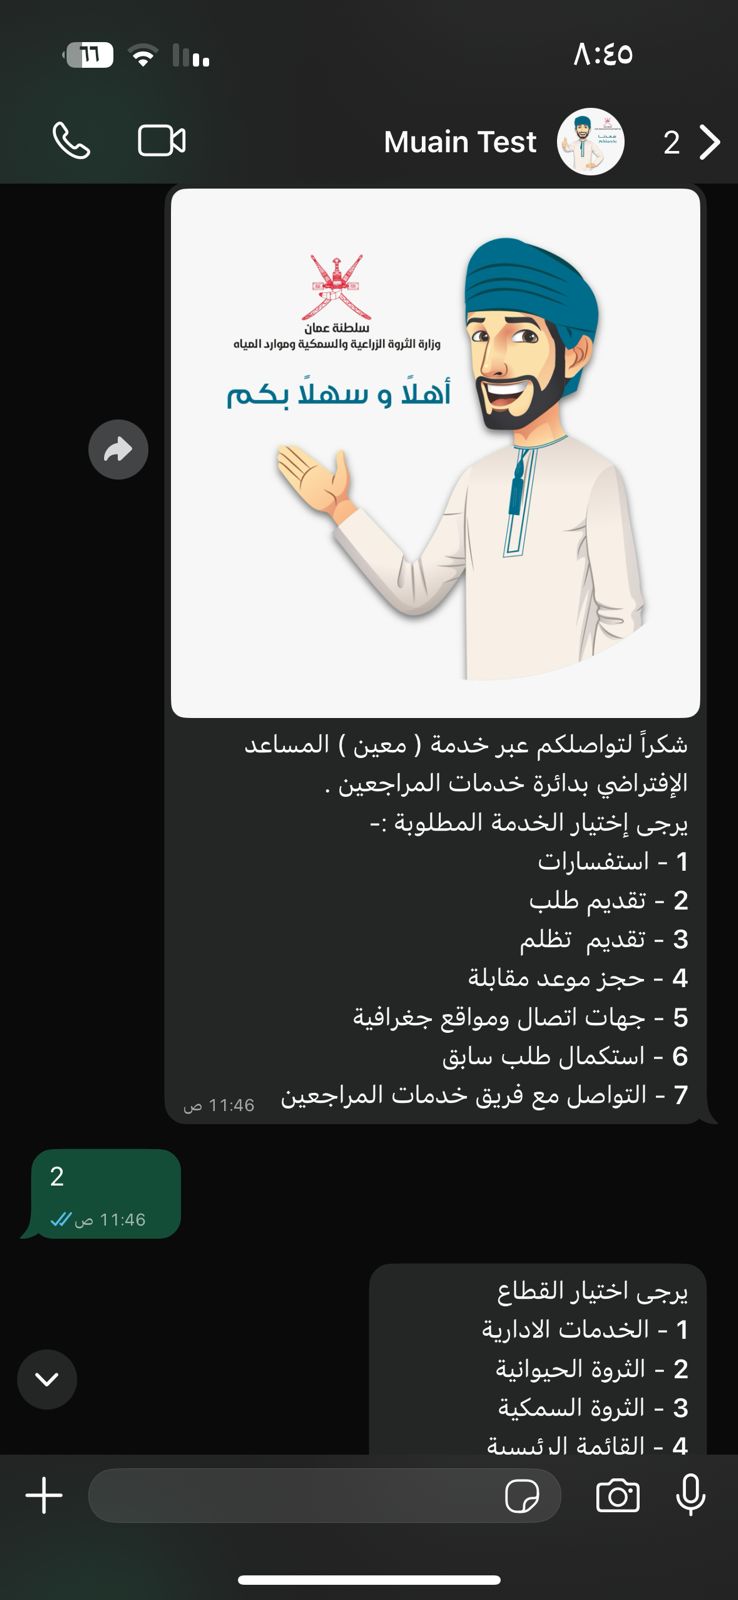 ٦٦
٨:٤٥
Muain Test
2
سلطنة عمان
وزارة الثروة الزراعية والسمكية وموارد المياه
أهلًا و سهلًا بكم
شكراً لتواصلكم عبر خدمة ( معين ) المساعد
الإفتراضي بدائرة خدمات المراجعين .
يرجى إختيار الخدمة المطلوبة :-
1 - استفسارات
2 - تقديم طلب
3 - تقديم  تظلم
4 - حجز موعد مقابلة
5 - جهات اتصال ومواقع جغرافية
6 - استكمال طلب سابق
7 - التواصل مع فريق خدمات المراجعين
11:46 ص
2
11:46 ص
يرجى اختيار القطاع
1 - الخدمات الادارية
2 - الثروة الحيوانية
3 - الثروة السمكية
4 - القائمة الرئيسية